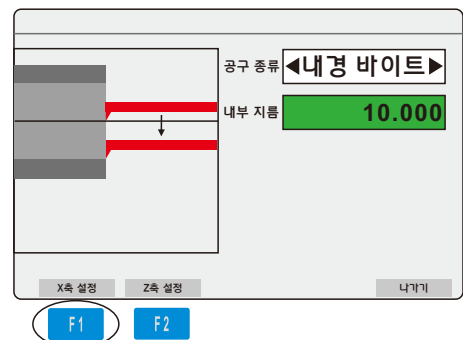 공구 종류 ◀내경 바이트▶
내부 지름 10.000
X축 설정 Z축 설정 나가기
F1 F2